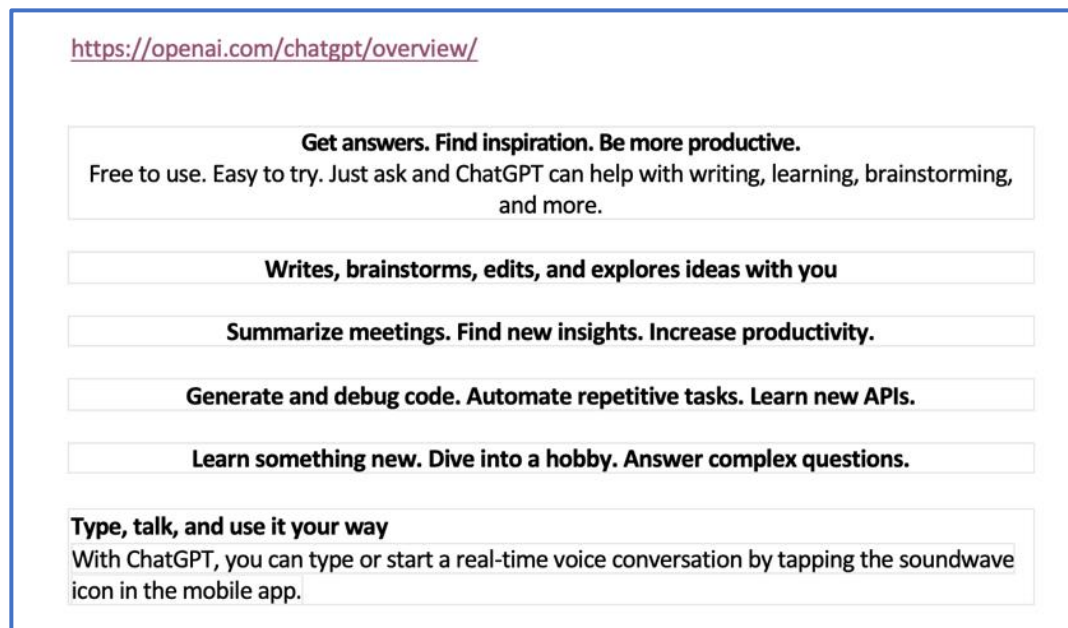 https://openai.com/chatgpt/overview/
Get answers. Find inspiration. Be more productive.
Free to use. Easy to try. Just ask and ChatGPT can help with writing, learning, brainstorming,
and more.
Writes, brainstorms, edits, and explores ideas with you
Summarize meetings. Find new insights. Increase productivity.
Generate and debug code. Automate repetitive tasks. Learn new APIs.
Learn something new. Dive into a hobby. Answer complex questions.
Type, talk, and use it your way
With ChatGPT, you can type or start a real-time voice conversation by tapping the soundwave
icon in the mobile app.